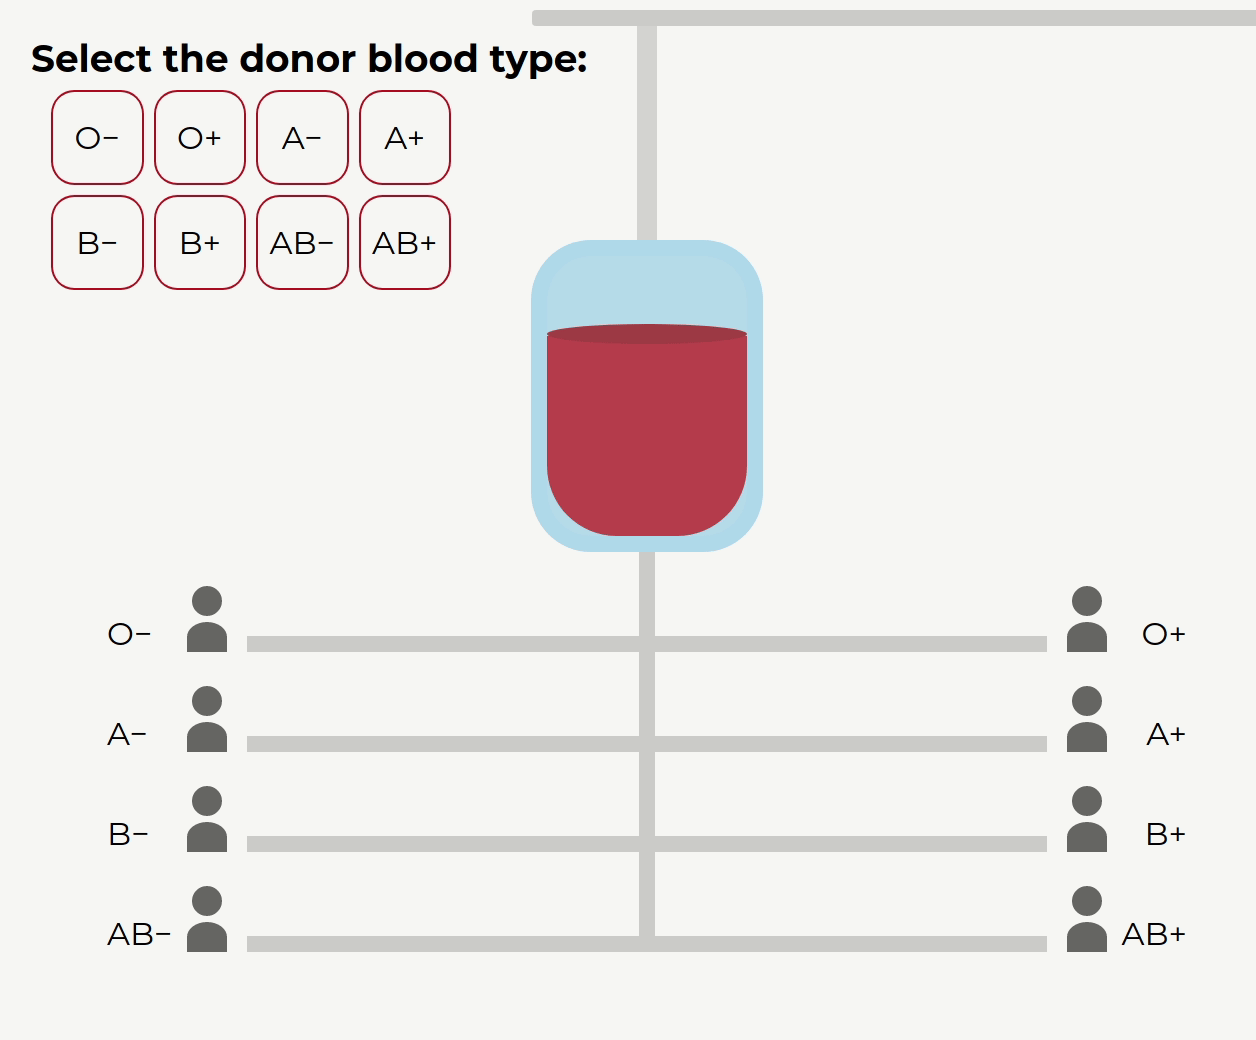 Select the donor blood type:
O− O+ A− A+
B− B+ AB− AB+
O− O+
A− A+
B− B+
AB− AB+